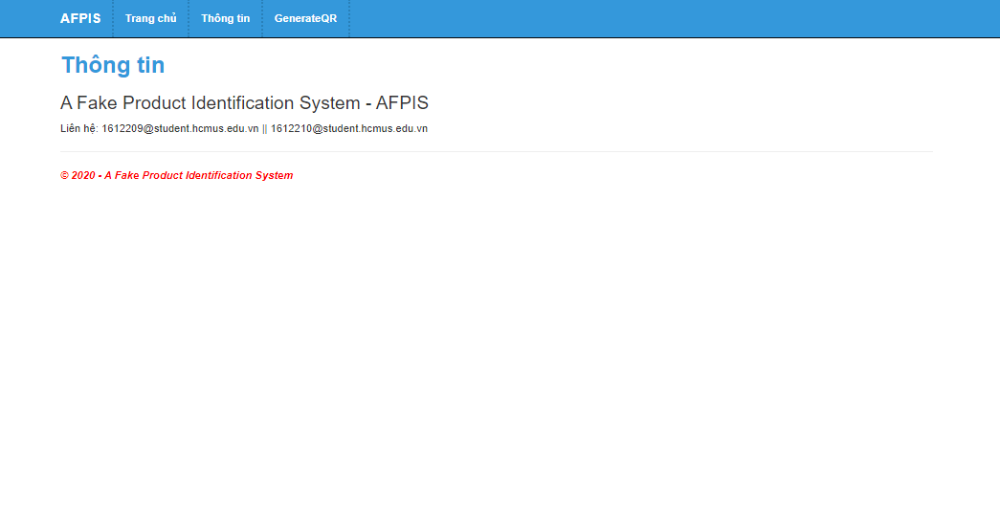 AFPIS Trang chủ Thông tin GenerateQR
Thông tin
A Fake Product Identification System - AFPIS
Liên hệ: 1612209@student.hcmus.edu.vn || 1612210@student.hcmus.edu.vn
© 2020 - A Fake Product Identification System